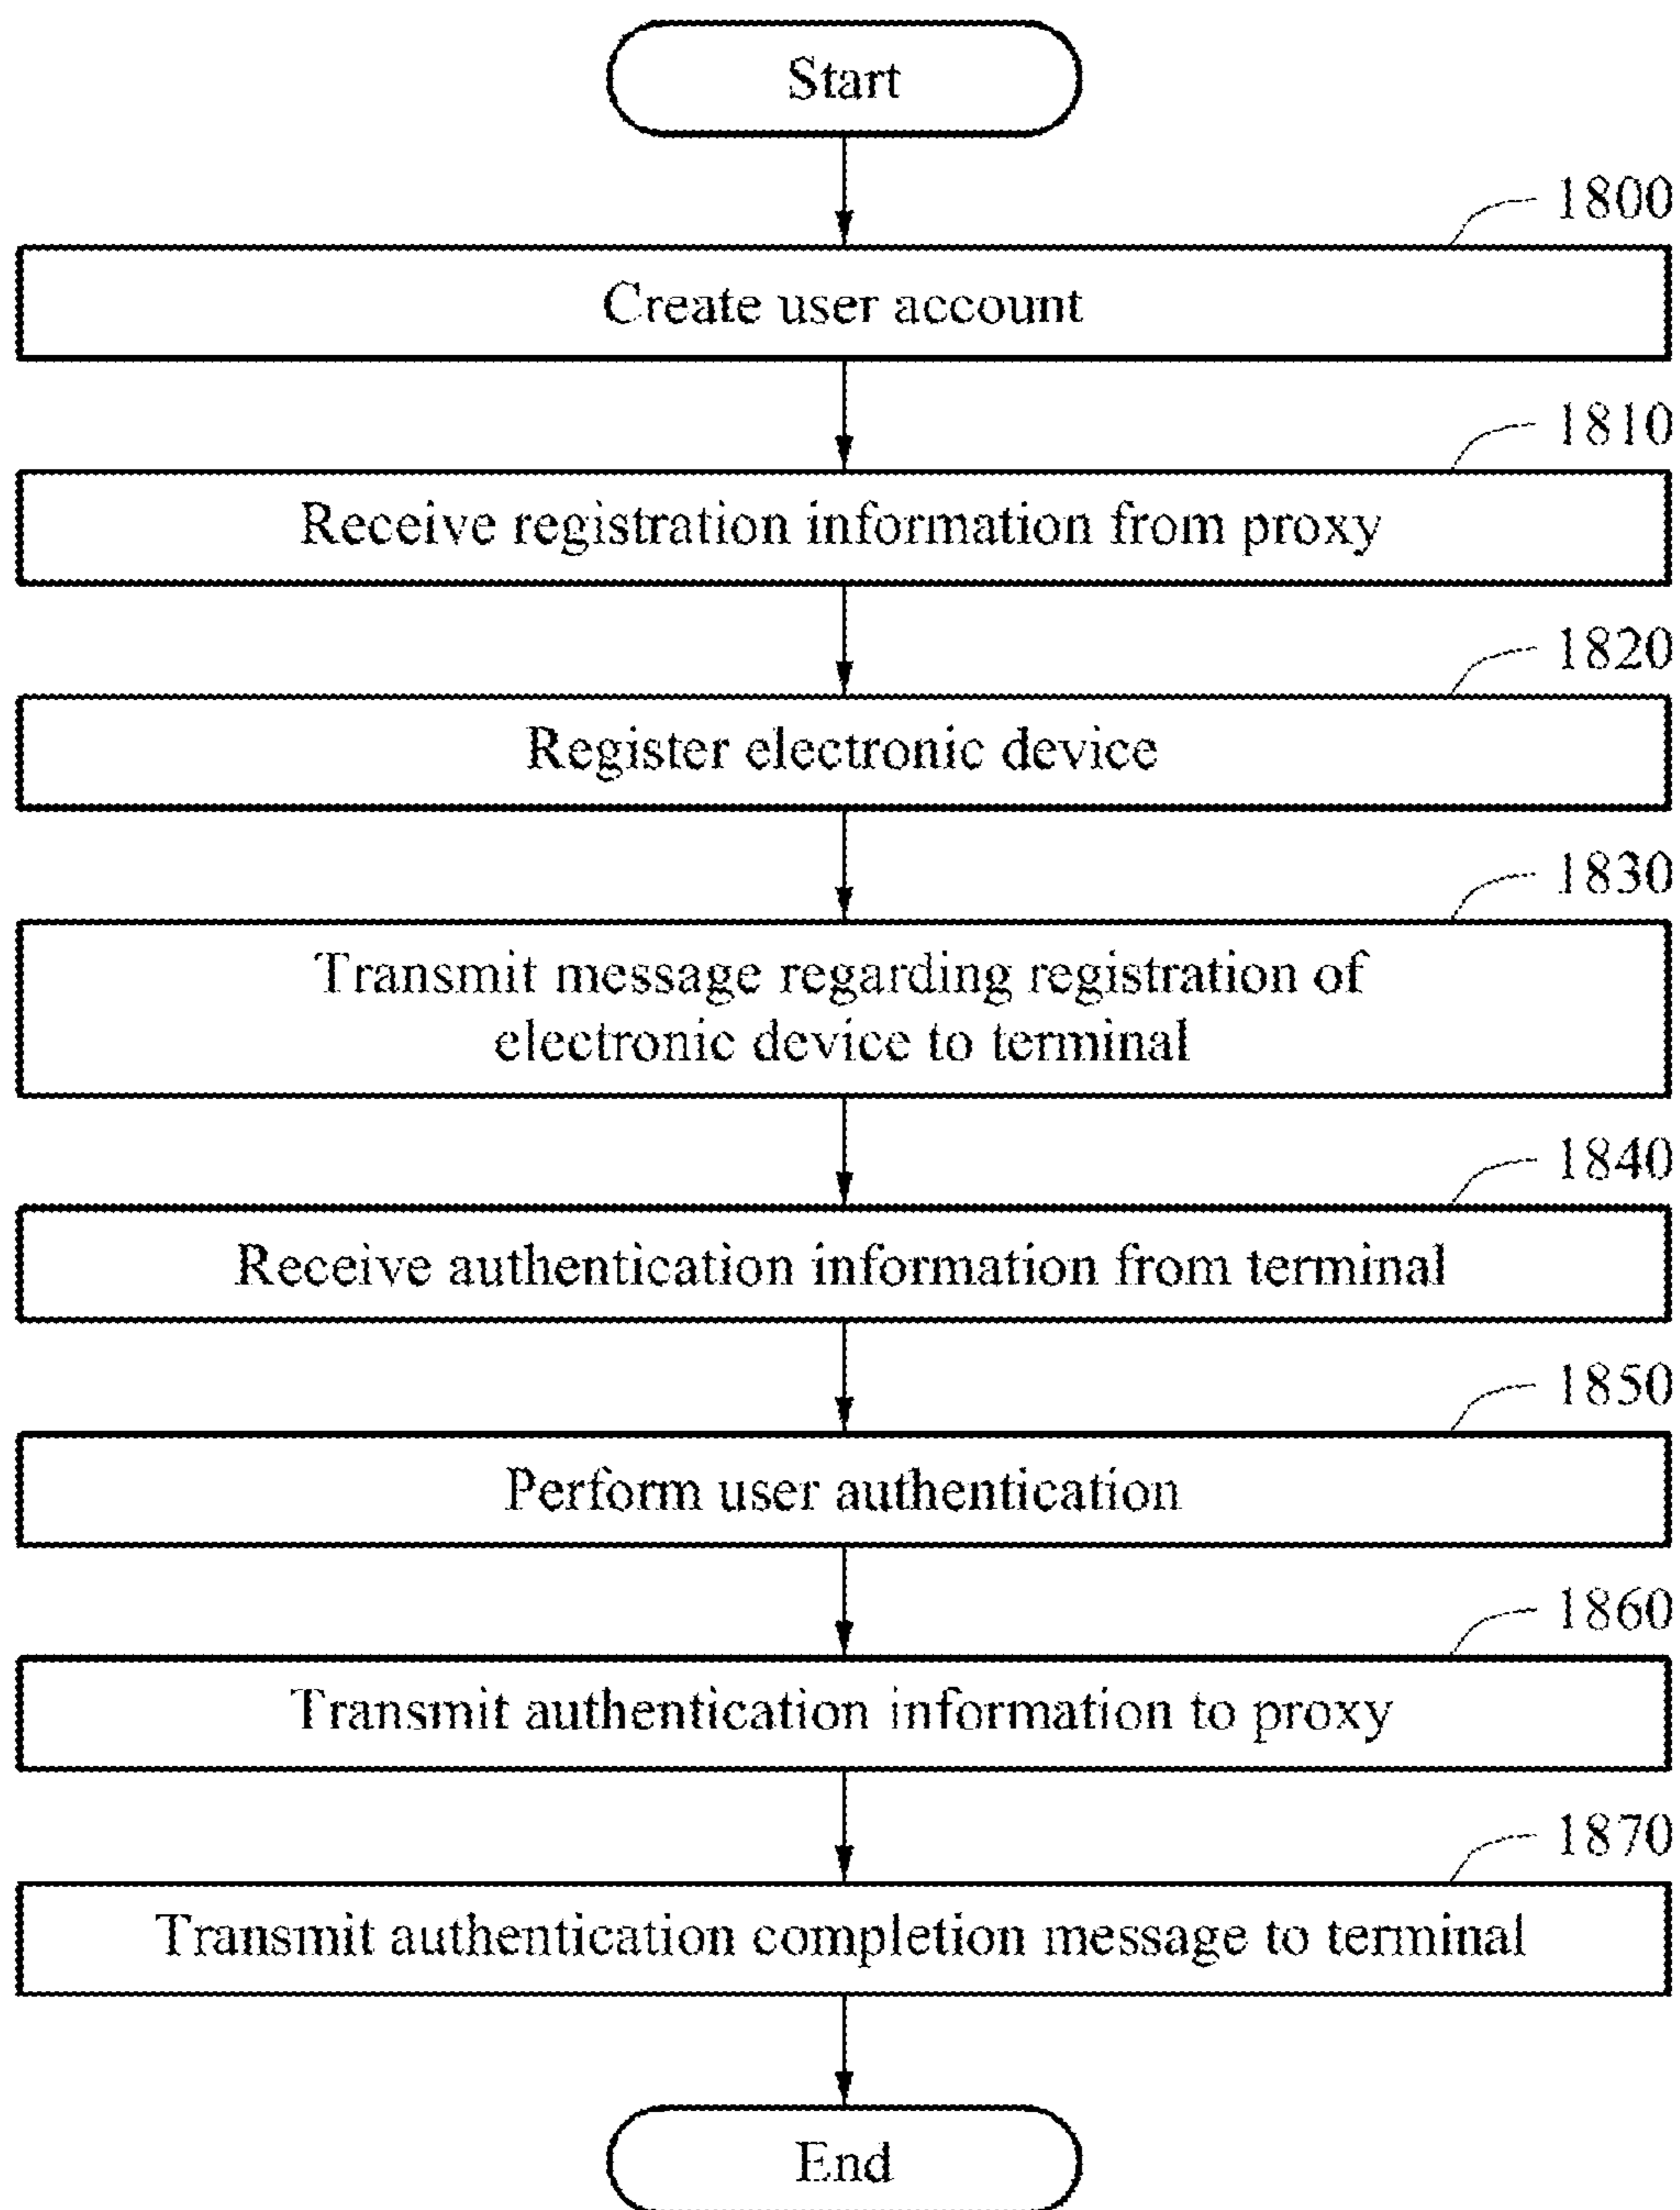 Start
1800
Create user account
1810
Receive registration information from proxy
1820
Register electronic device
1830
Transmit message regarding registration of
electronic device to terminal
1840
Receive authentication information from terminal
1850
Perform user authentication
1860
Transmit authentication information to proxy
1870
Transmit authentication completion message to terminal
End